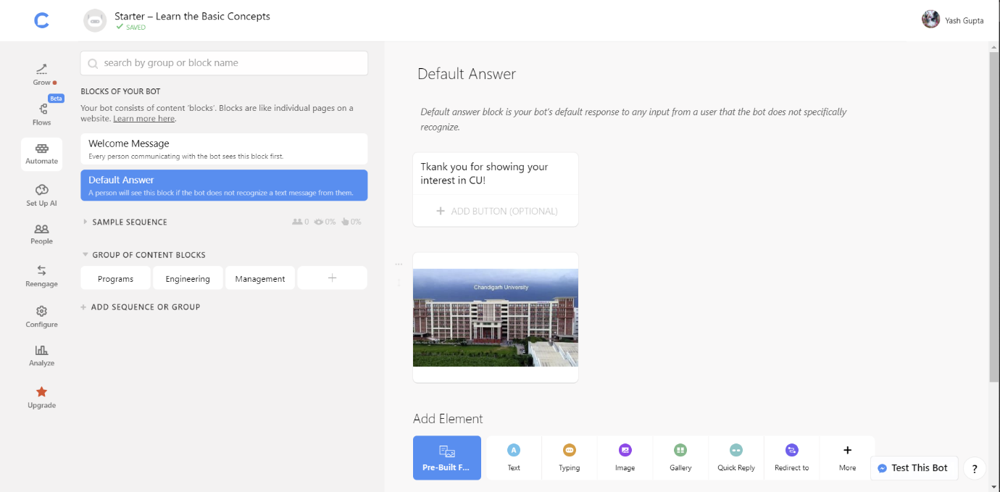 Starter – Learn the Basic Concepts
SAVED
Yash Gupta
Grow
Beta
Flows
Automate
Set Up AI
People
Reengage
Configure
Analyze
Upgrade
search by group or block name
BLOCKS OF YOUR BOT
Your bot consists of content 'blocks'. Blocks are like individual pages on a
website. Learn more here.
Welcome Message
Every person communicating with the bot sees this block first.
Default Answer
A person will see this block if the bot does not recognize a text message from them.
SAMPLE SEQUENCE 0 0% 0%
GROUP OF CONTENT BLOCKS
Programs Engineering Management +
+ ADD SEQUENCE OR GROUP
Default Answer
Default answer block is your bot's default response to any input from a user that the bot does not specifically
recognize.
Tkank you for showing your
interest in CU!
+ ADD BUTTON (OPTIONAL)
Chandigarh University
Add Element
Pre-Built F... Text Typing Image Gallery Quick Reply Redirect to More
Test This Bot ?